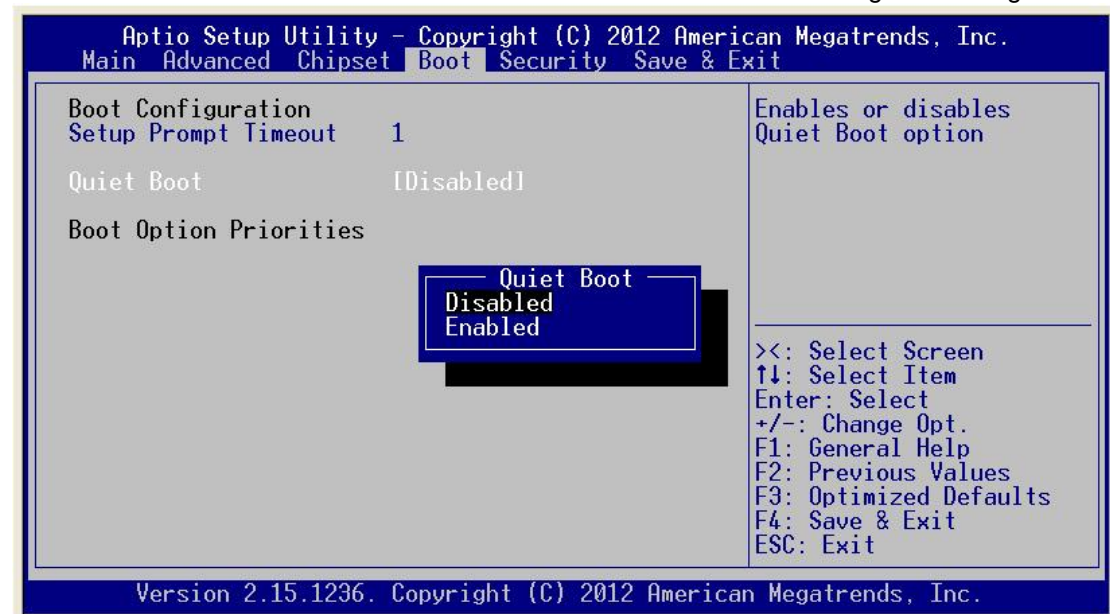 Aptio Setup Utility – Copyright (C) 2012 American Megatrends, Inc.
Main Advanced Chipset Boot Security Save & Exit
Boot Configuration
Setup Prompt Timeout 1
Quiet Boot [Disabled]
Boot Option Priorities
Quiet Boot
Disabled
Enabled
Enables or disables
Quiet Boot option
><: Select Screen
↑↓: Select Item
Enter: Select
+/-: Change Opt.
F1: General Help
F2: Previous Values
F3: Optimized Defaults
F4: Save & Exit
ESC: Exit
Version 2.15.1236. Copyright (C) 2012 American Megatrends, Inc.